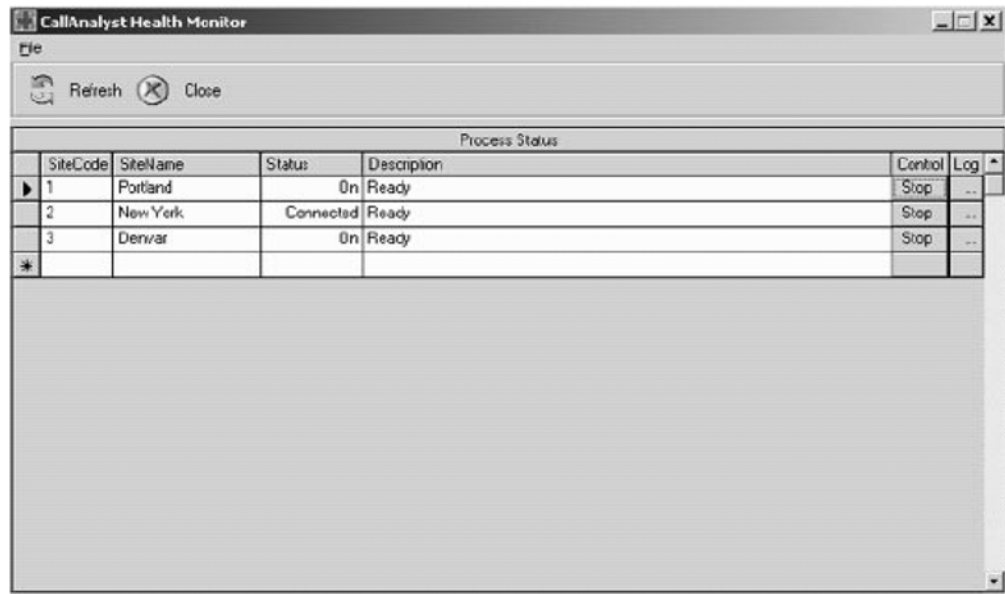 CallAnalyst Health Monitor
File
Refresh Close
Process Status
SiteCode SiteName Status Description Control Log
1 Portland On Ready Stop ...
2 New York Connected Ready Stop ...
3 Denver On Ready Stop ...